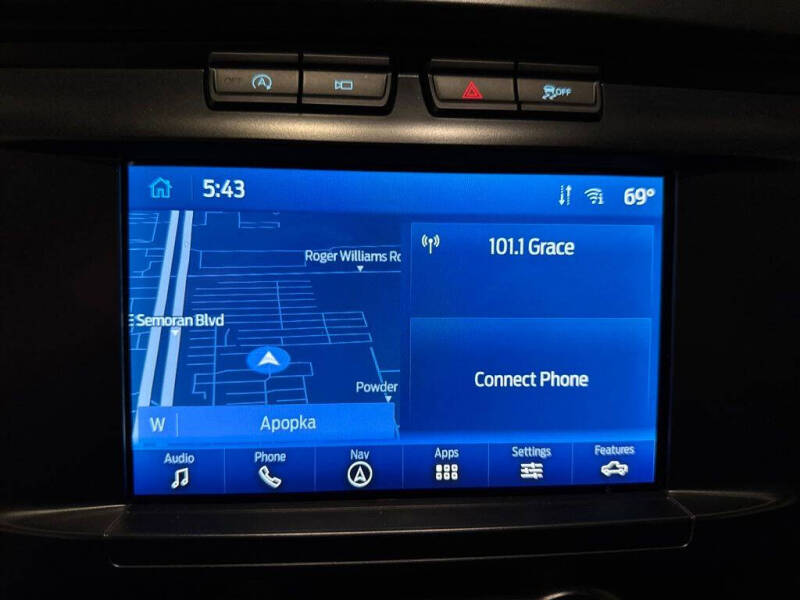 OFF A
OFF
5:43
69°
Roger Williams Ro
101.1 Grace
E Semoran Blvd
Connect Phone
Powder
W Apopka
Audio Phone Nav Apps Settings Features